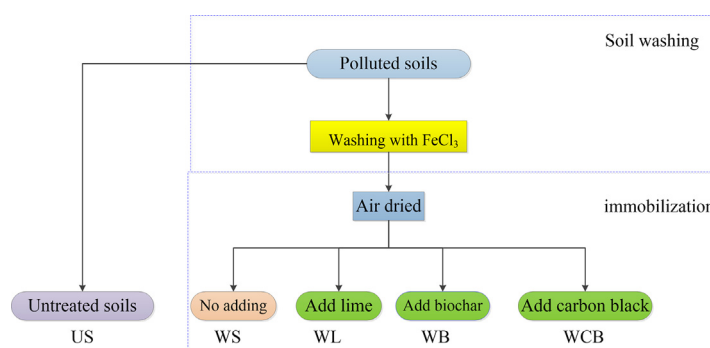 Soil washing
Polluted soils
Washing with FeCl₃
Air dried
immobilization
Untreated soils
No adding
Add lime
Add biochar
Add carbon black
US
WS
WL
WB
WCB